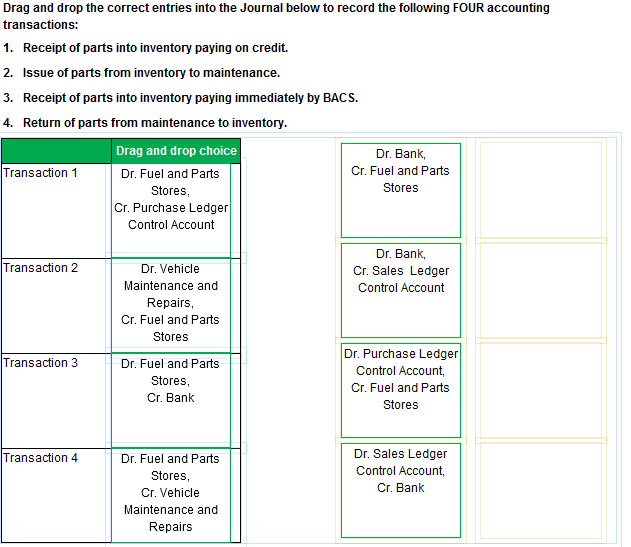 Drag and drop the correct entries into the Journal below to record the following FOUR accounting
transactions:
1. Receipt of parts into inventory paying on credit.
2. Issue of parts from inventory to maintenance.
3. Receipt of parts into inventory paying immediately by BACS.
4. Return of parts from maintenance to inventory.
Drag and drop choice
Transaction 1
Dr. Fuel and Parts
Stores,
Cr. Purchase Ledger
Control Account
Transaction 2
Dr. Vehicle
Maintenance and
Repairs,
Cr. Fuel and Parts
Stores
Transaction 3
Dr. Fuel and Parts
Stores,
Cr. Bank
Transaction 4
Dr. Fuel and Parts
Stores,
Cr. Vehicle
Maintenance and
Repairs
Dr. Bank,
Cr. Fuel and Parts
Stores
Dr. Bank,
Cr. Sales Ledger
Control Account
Dr. Purchase Ledger
Control Account,
Cr. Fuel and Parts
Stores
Dr. Sales Ledger
Control Account,
Cr. Bank